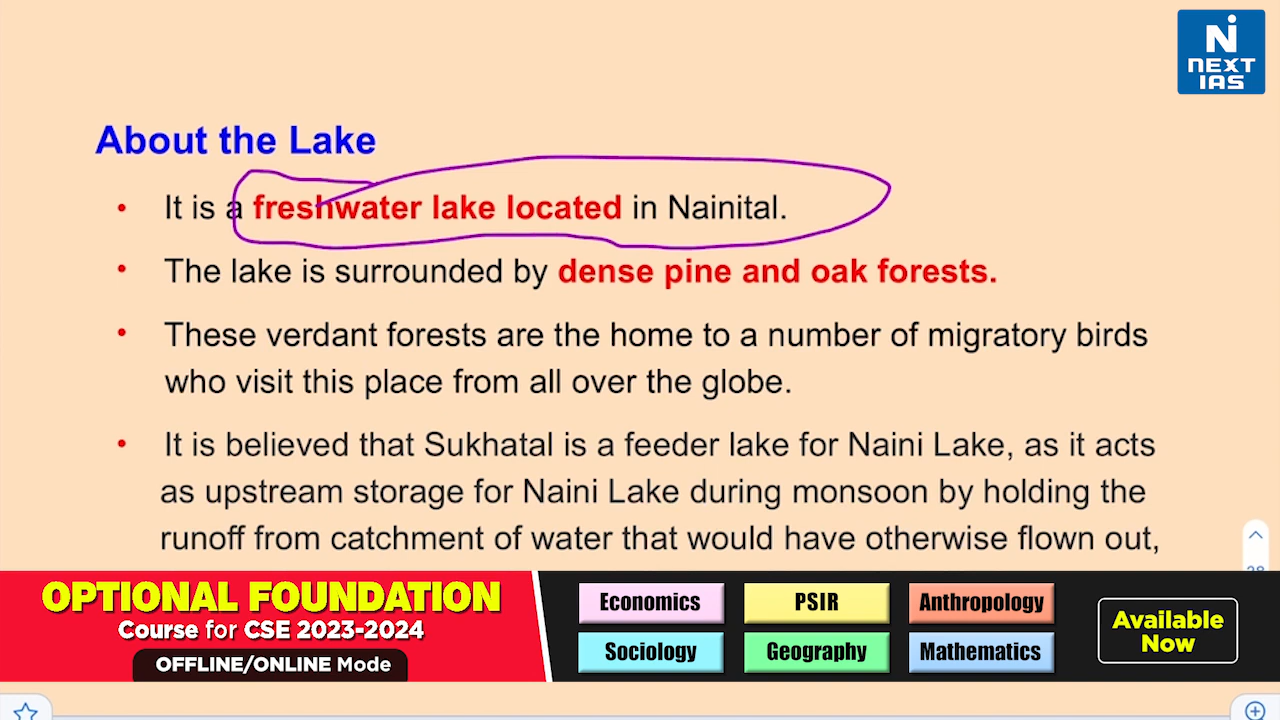 NEXT
IAS
About the Lake
• It is a freshwater lake located in Nainital.
• The lake is surrounded by dense pine and oak forests.
• These verdant forests are the home to a number of migratory birds
who visit this place from all over the globe.
• It is believed that Sukhatal is a feeder lake for Naini Lake, as it acts
as upstream storage for Naini Lake during monsoon by holding the
runoff from catchment of water that would have otherwise flown out,
OPTIONAL FOUNDATION
Course for CSE 2023-2024
OFFLINE/ONLINE Mode
Economics PSIR Anthropology
Sociology Geography Mathematics
Available
Now